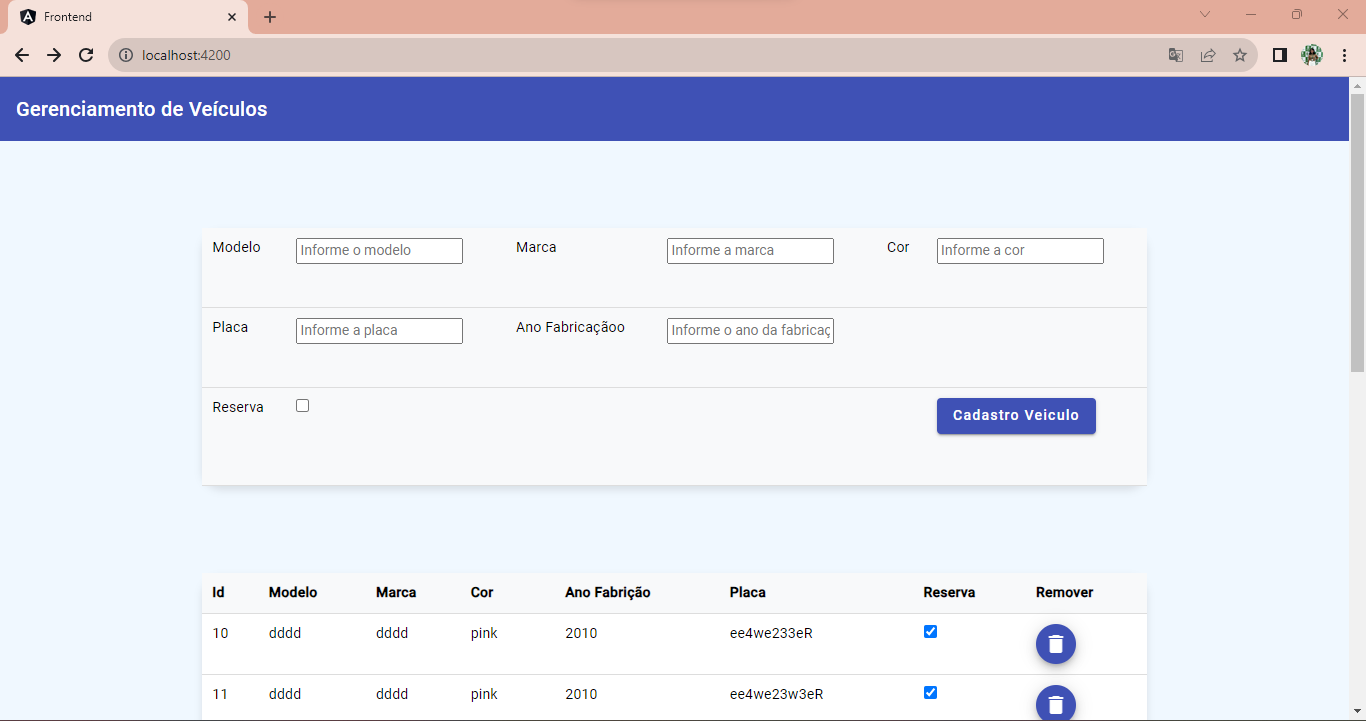 Frontend
localhost:4200
Gerenciamento de Veículos
Modelo Informe o modelo Marca Informe a marca Cor Informe a cor
Placa Informe a placa Ano Fabricaçãoo Informe o ano da fabricaç
Reserva Cadastro Veiculo
Id Modelo Marca Cor Ano Fabrição Placa Reserva Remover
10 dddd dddd pink 2010 ee4we233eR
11 dddd dddd pink 2010 ee4we23w3eR